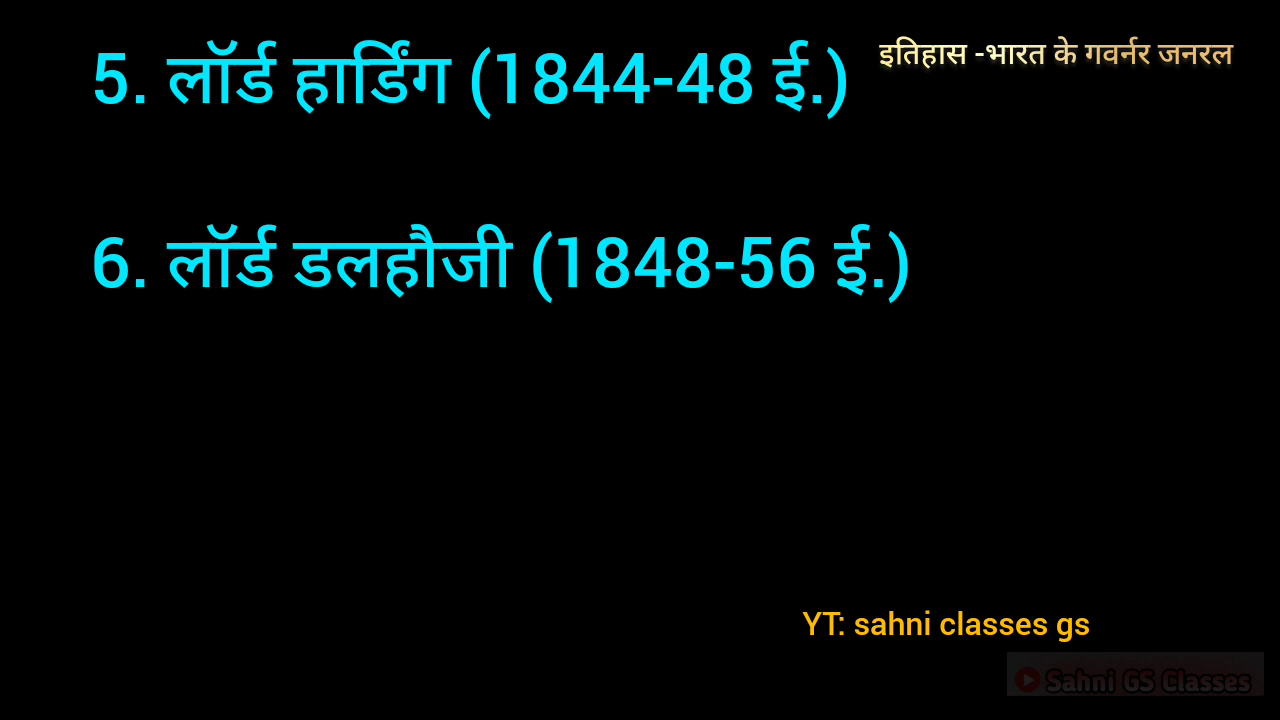 5. लॉर्ड हार्डिंग (1844-48 ई.)
इतिहास -भारत के गवर्नर जनरल
6. लॉर्ड डलहौजी (1848-56 ई.)
YT: sahni classes gs
Sahni GS Classes